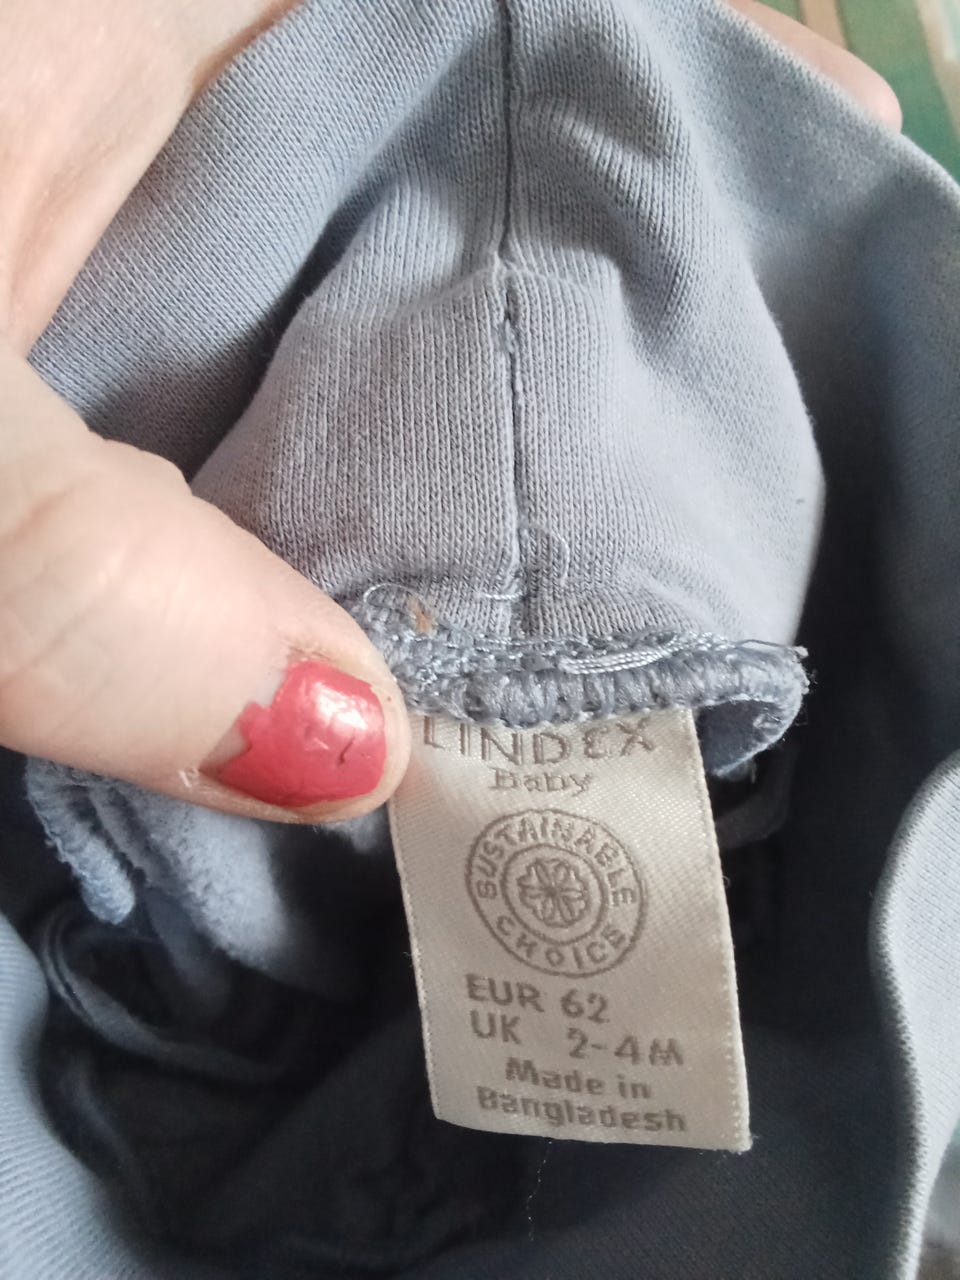 LINDEX
Baby
SUSTAINABLE
CHOICE
EUR 62
UK 2-4M
Made in
Bangladesh